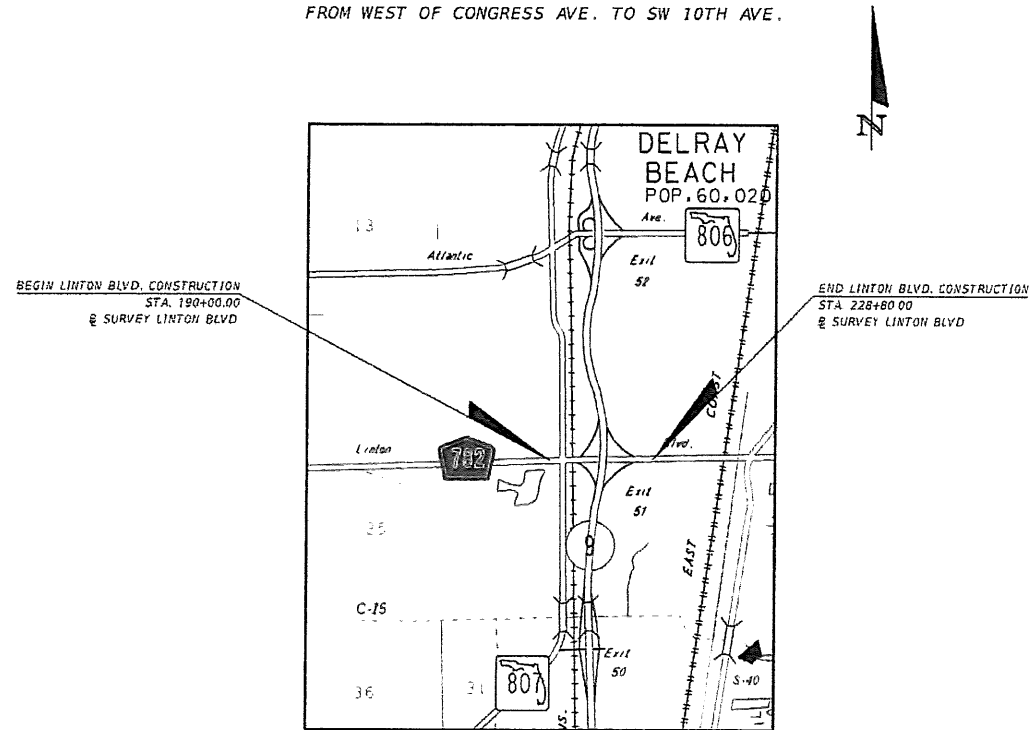 FROM WEST OF CONGRESS AVE. TO SW 10TH AVE.
N
DELRAY
BEACH
POP. 60,020
13
Ave.
806
Atlantic
Exit
52
BEGIN LINTON BLVD. CONSTRUCTION
STA. 190+00.00
℄ SURVEY LINTON BLVD
END LINTON BLVD. CONSTRUCTION
STA. 228+80.00
℄ SURVEY LINTON BLVD
COAST
Linton
782
Blvd.
Exit
51
25
9
EAST
C-15
Exit
50
36
31
807
S-40
US.